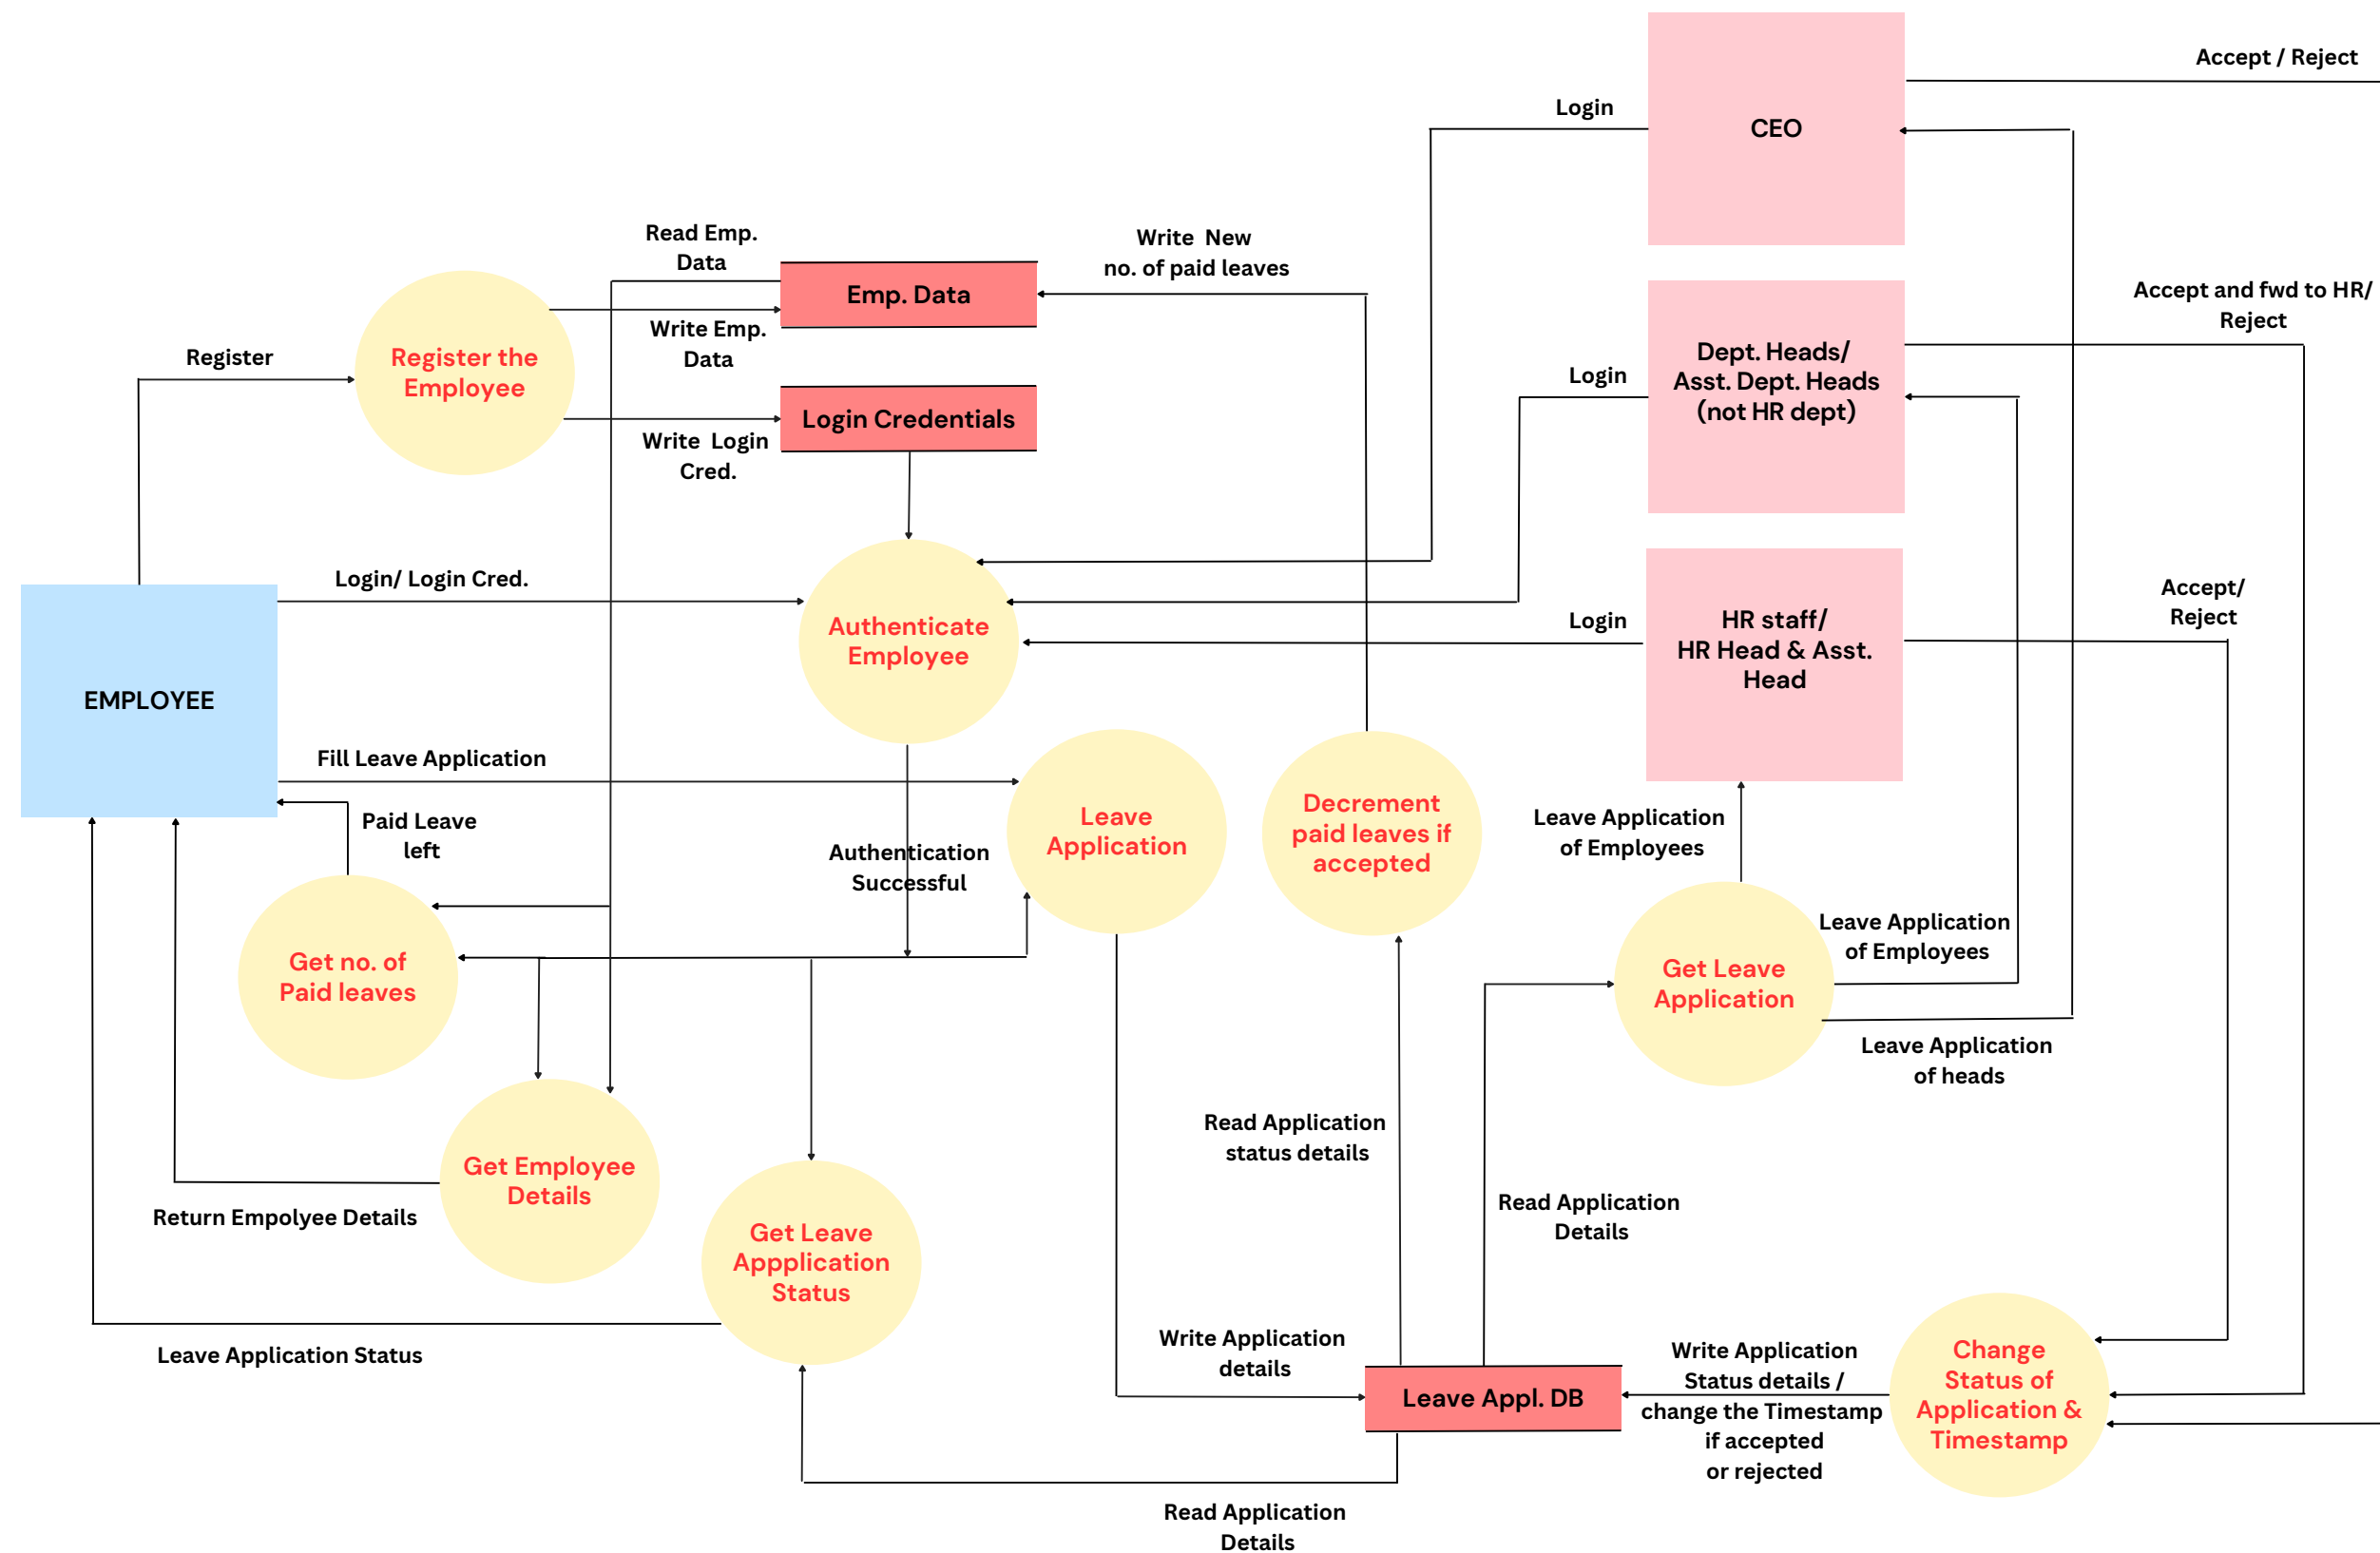 Accept / Reject
Login
CEO
Read Emp.
Data
Write  New
no. of paid leaves
Emp. Data
Accept and fwd to HR/
Reject
Write Emp.
Data
Register
Register the
Employee
Dept. Heads/
Asst. Dept. Heads
(not HR dept)
Login
Login Credentials
Write  Login
Cred.
Login/ Login Cred.
Accept/
Reject
Authenticate
Employee
Login
HR staff/
HR Head & Asst.
Head
EMPLOYEE
Fill Leave Application
Paid Leave
left
Authentication
Successful
Leave
Application
Decrement
paid leaves if
accepted
Leave Application
of Employees
Leave Application
of Employees
Get no. of
Paid leaves
Get Leave
Application
Leave Application
of heads
Read Application
status details
Get Employee
Details
Return Empolyee Details
Read Application
Details
Get Leave
Appplication
Status
Leave Application Status
Write Application
details
Leave Appl. DB
Write Application
Status details /
change the Timestamp
if accepted
or rejected
Change
Status of
Application &
Timestamp
Read Application
Details